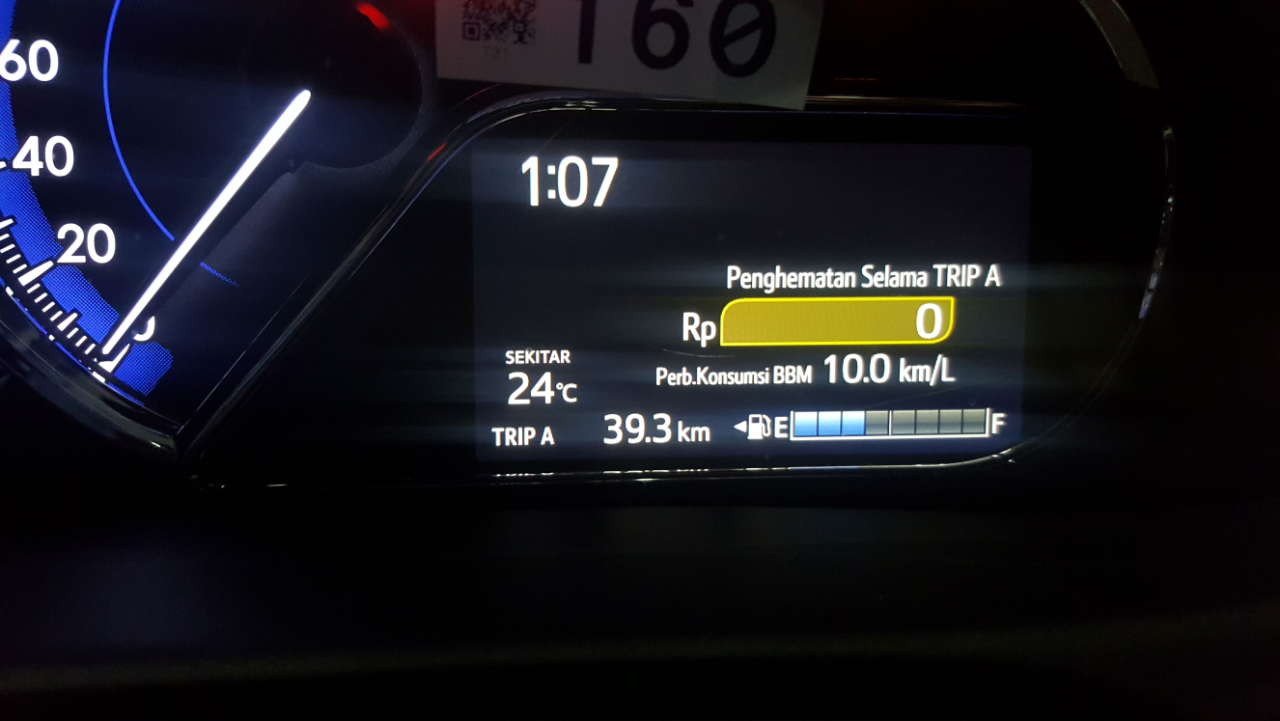 160
60
40
20
0
1:07
Penghematan Selama TRIP A
Rp 0
SEKITAR
24°C
Perb.Konsumsi BBM 10.0 km/L
TRIP A 39.3 km E F